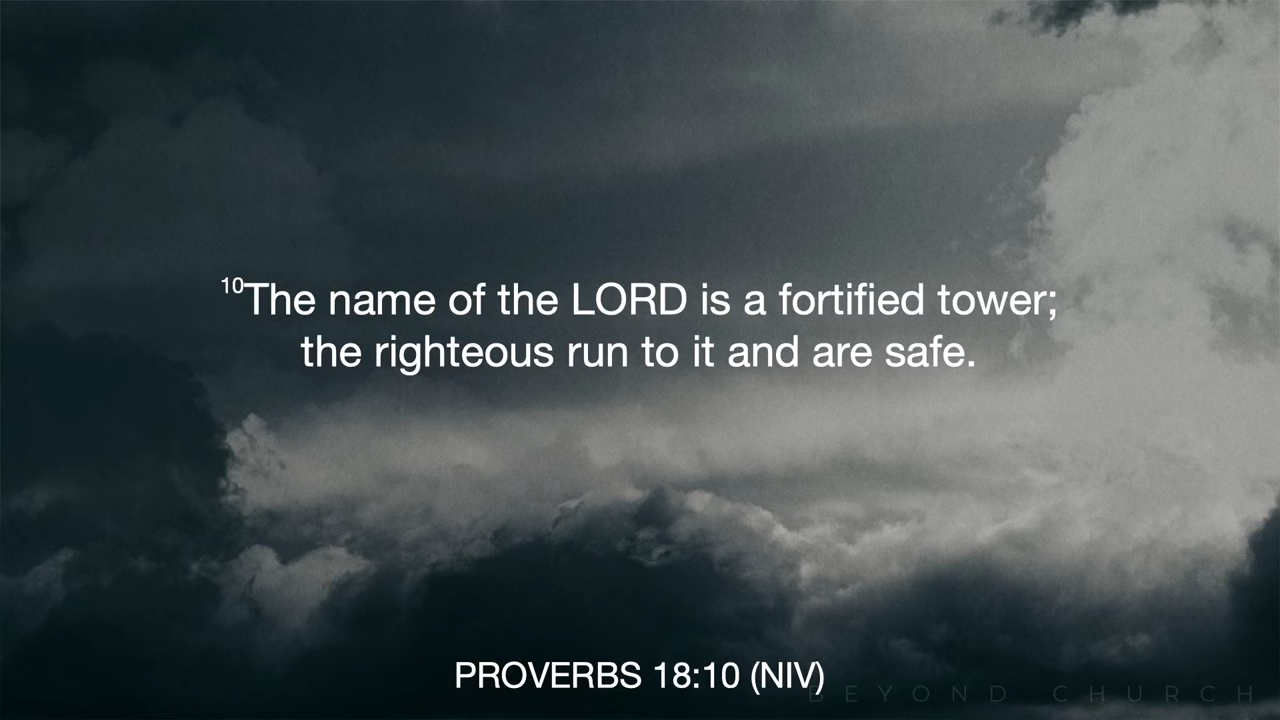 10The name of the LORD is a fortified tower;
the righteous run to it and are safe.
PROVERBS 18:10 (NIV)
BEYOND CHURCH